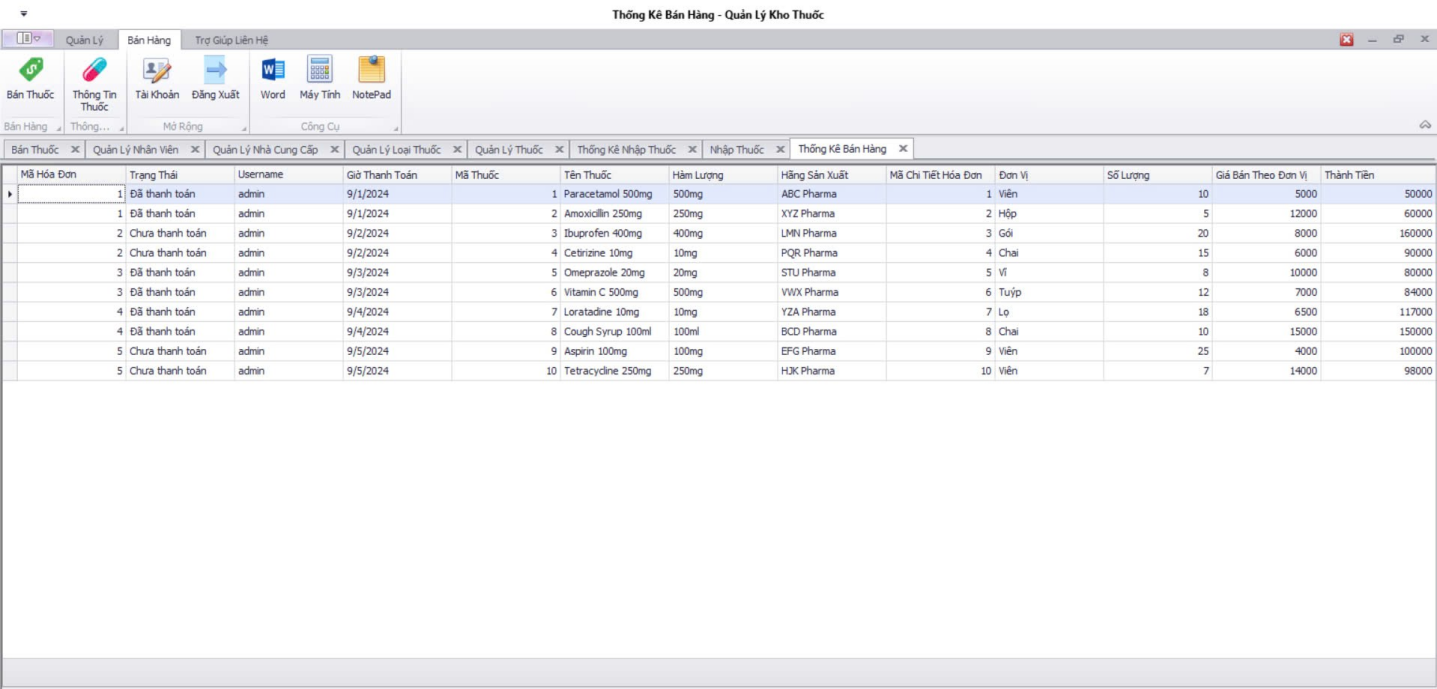 Thống Kê Bán Hàng - Quản Lý Kho Thuốc
Quản Lý Bán Hàng Trợ Giúp Liên Hệ
Bán Thuốc Thông Tin Thuốc Tài Khoản Đăng Xuất Word Máy Tính NotePad
Bán Hàng Thông... Mở Rộng Công Cụ
Bán Thuốc Quản Lý Nhân Viên Quản Lý Nhà Cung Cấp Quản Lý Loại Thuốc Quản Lý Thuốc Thống Kê Nhập Thuốc Nhập Thuốc Thống Kê Bán Hàng
Mã Hóa Đơn Trạng Thái Username Giờ Thanh Toán Mã Thuốc Tên Thuốc Hàm Lượng Hãng Sản Xuất Mã Chi Tiết Hóa Đơn Đơn Vị Số Lượng Giá Bán Theo Đơn Vị Thành Tiền
1 Đã thanh toán admin 9/1/2024 1 Paracetamol 500mg 500mg ABC Pharma 1 Viên 10 5000 50000
1 Đã thanh toán admin 9/1/2024 2 Amoxicillin 250mg 250mg XYZ Pharma 2 Hộp 5 12000 60000
2 Chưa thanh toán admin 9/2/2024 3 Ibuprofen 400mg 400mg LMN Pharma 3 Gói 20 8000 160000
2 Chưa thanh toán admin 9/2/2024 4 Cetirizine 10mg 10mg PQR Pharma 4 Chai 15 6000 90000
3 Đã thanh toán admin 9/3/2024 5 Omeprazole 20mg 20mg STU Pharma 5 Vỉ 8 10000 80000
3 Đã thanh toán admin 9/3/2024 6 Vitamin C 500mg 500mg VWX Pharma 6 Tuýp 12 7000 84000
4 Đã thanh toán admin 9/4/2024 7 Loratadine 10mg 10mg YZA Pharma 7 Lọ 18 6500 117000
4 Đã thanh toán admin 9/4/2024 8 Cough Syrup 100ml 100ml BCD Pharma 8 Chai 10 15000 150000
5 Chưa thanh toán admin 9/5/2024 9 Aspirin 100mg 100mg EFG Pharma 9 Viên 25 4000 100000
5 Chưa thanh toán admin 9/5/2024 10 Tetracycline 250mg 250mg HJK Pharma 10 Viên 7 14000 98000